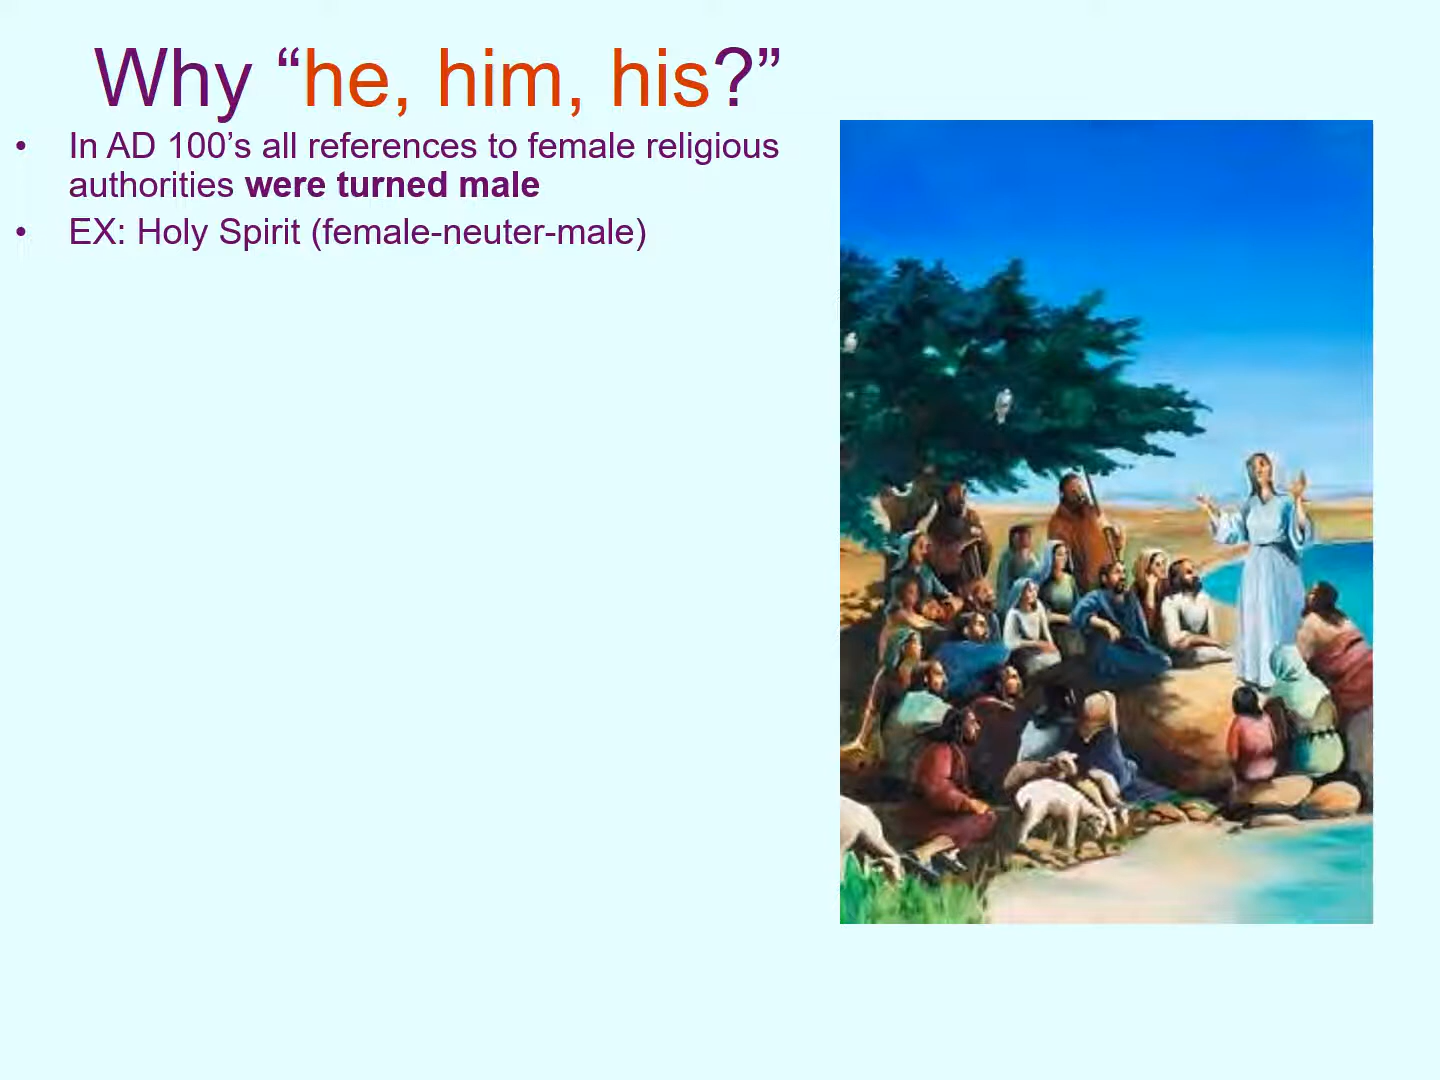 Why “he, him, his?”
• In AD 100’s all references to female religious
authorities were turned male
• EX: Holy Spirit (female-neuter-male)